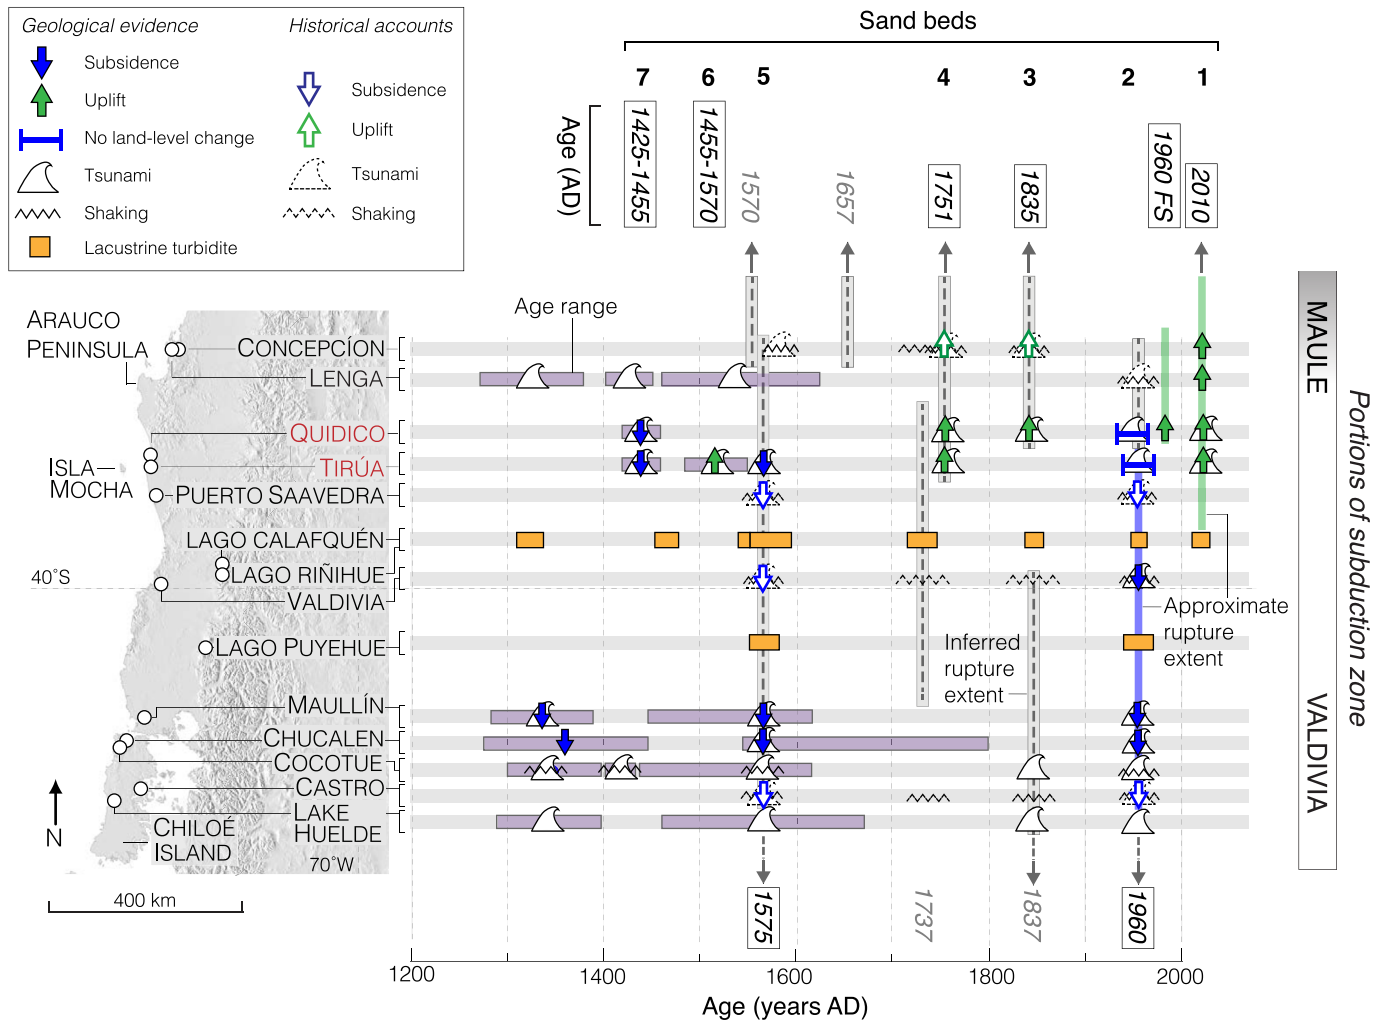 Geological evidence
Subsidence
Uplift
No land-level change
Tsunami
Shaking
Lacustrine turbidite
Historical accounts
Subsidence
Uplift
Tsunami
Shaking
Sand beds
7 6 5 4 3 2 1
Age (AD)
1425-1455
1455-1570
1570
1657
1751
1835
1960 FS
2010
Age range
ARAUCO
PENINSULA
ISLA
MOCHA
40°S
CONCEPCÍON
LENGA
QUIDICO
TIRÚA
PUERTO SAAVEDRA
LAGO CALAFQUÉN
LAGO RIÑIHUE
VALDIVIA
LAGO PUYEHUE
MAULLÍN
CHUCALEN
COCOTUE
CASTRO
LAKE
HUELDE
CHILOÉ
ISLAND
70°W
N
400 km
Inferred
rupture
extent
Approximate
rupture
extent
MAULE
VALDIVIA
Portions of subduction zone
1575
1737
1837
1960
1200 1400 1600 1800 2000
Age (years AD)